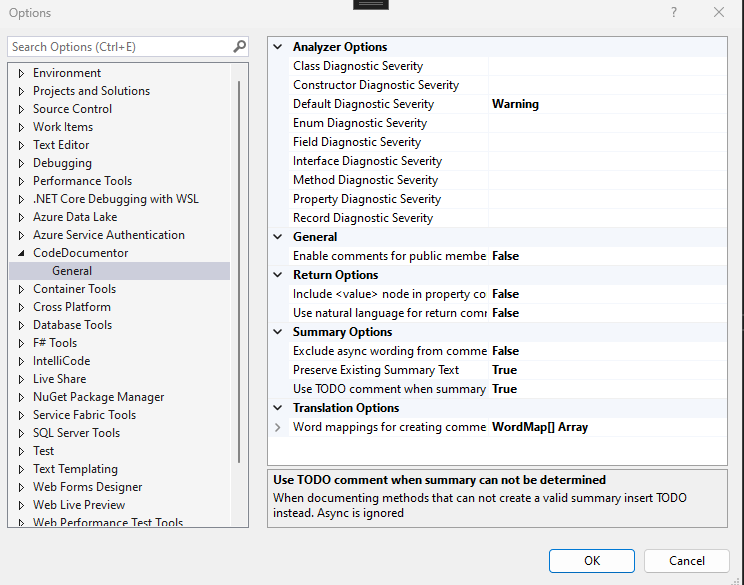 Options
?
Search Options (Ctrl+E)
Environment
Projects and Solutions
Source Control
Work Items
Text Editor
Debugging
Performance Tools
.NET Core Debugging with WSL
Azure Data Lake
Azure Service Authentication
CodeDocumentor
General
Container Tools
Cross Platform
Database Tools
F# Tools
IntelliCode
Live Share
NuGet Package Manager
Service Fabric Tools
SQL Server Tools
Test
Text Templating
Web Forms Designer
Web Live Preview
Web Performance Test Tools
Analyzer Options
Class Diagnostic Severity
Constructor Diagnostic Severity
Default Diagnostic Severity Warning
Enum Diagnostic Severity
Field Diagnostic Severity
Interface Diagnostic Severity
Method Diagnostic Severity
Property Diagnostic Severity
Record Diagnostic Severity
General
Enable comments for public membe False
Return Options
Include <value> node in property co False
Use natural language for return comr False
Summary Options
Exclude async wording from comme False
Preserve Existing Summary Text True
Use TODO comment when summary True
Translation Options
Word mappings for creating comme WordMap[] Array
Use TODO comment when summary can not be determined
When documenting methods that can not create a valid summary insert TODO
instead. Async is ignored
OK
Cancel